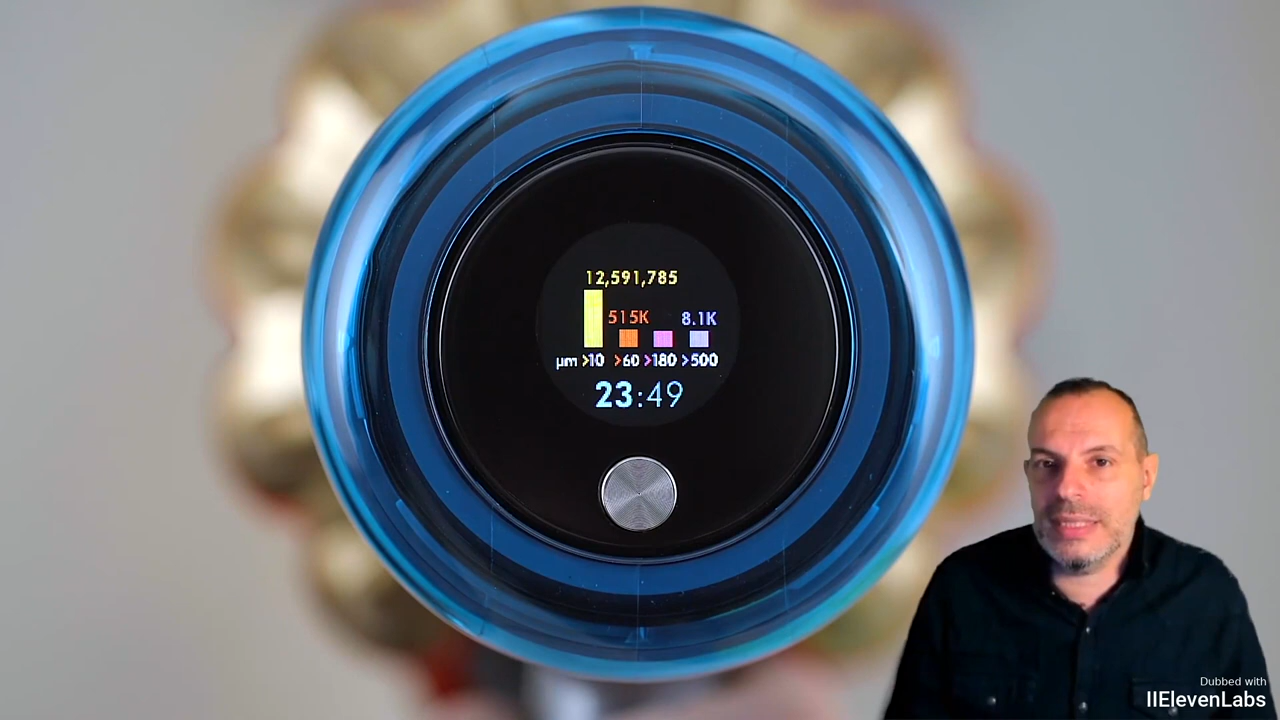 12,591,785
515K 8.1K
µm >10 >60 >180 >500
23:49
Dubbed with
IIElevenLabs